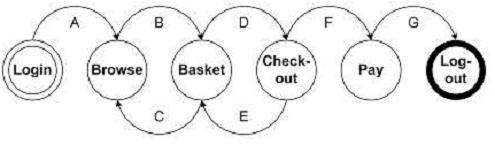 A B D F G
Login Browse Basket Check-
out Pay Log-
out
C E